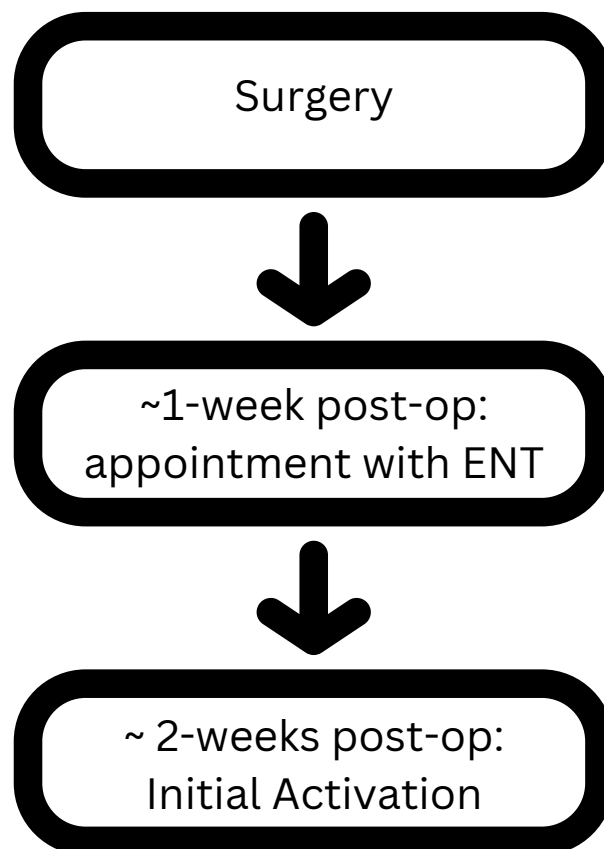 Surgery
~1-week post-op:
appointment with ENT
~ 2-weeks post-op:
Initial Activation